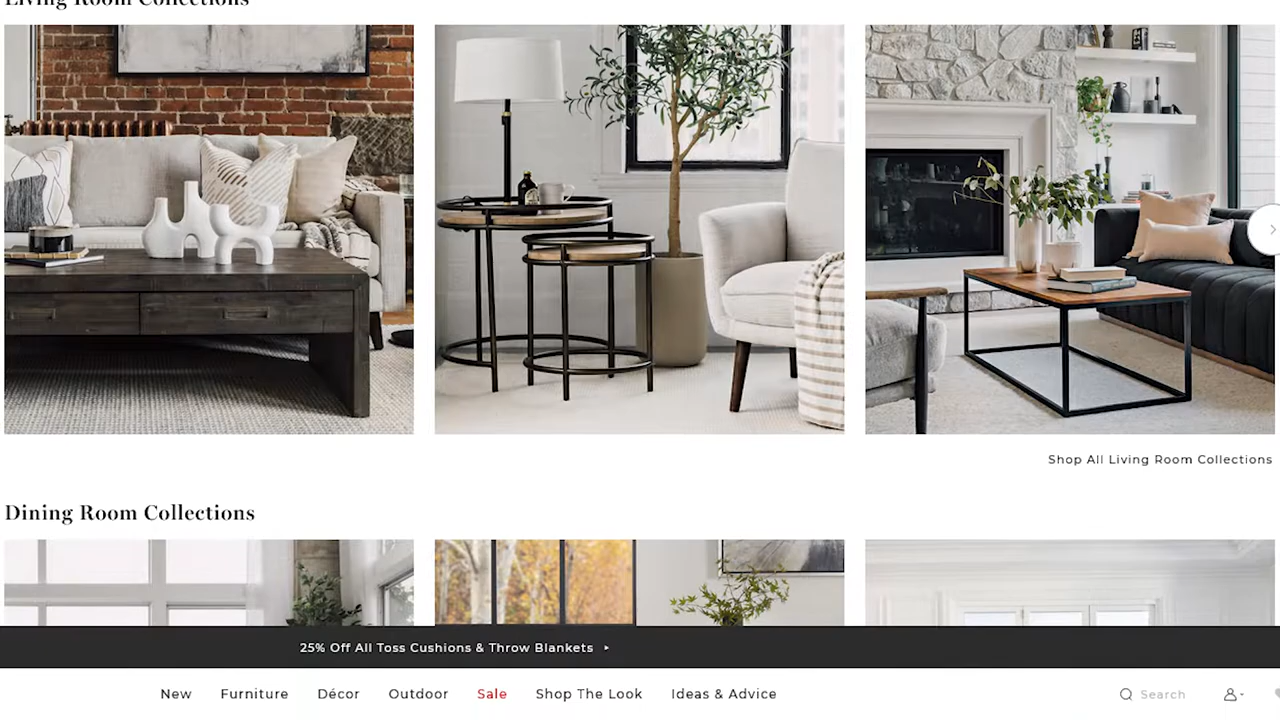 Living Room Collections
Shop All Living Room Collections
Dining Room Collections
25% Off All Toss Cushions & Throw Blankets
New Furniture Décor Outdoor Sale Shop The Look Ideas & Advice Search